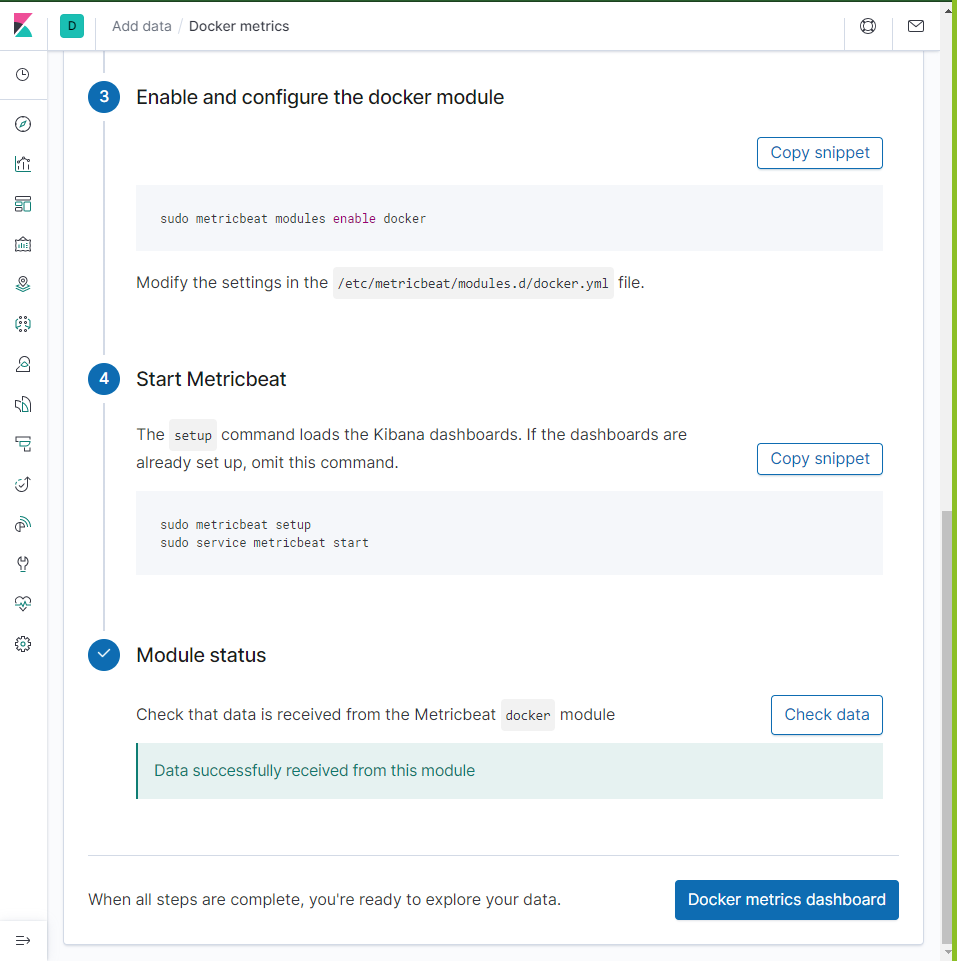 D
Add data / Docker metrics
3
Enable and configure the docker module
Copy snippet
sudo metricbeat modules enable docker
Modify the settings in the /etc/metricbeat/modules.d/docker.yml file.
4
Start Metricbeat
The setup command loads the Kibana dashboards. If the dashboards are
already set up, omit this command.
Copy snippet
sudo metricbeat setup
sudo service metricbeat start
Module status
Check that data is received from the Metricbeat docker module
Check data
Data successfully received from this module
When all steps are complete, you're ready to explore your data.
Docker metrics dashboard